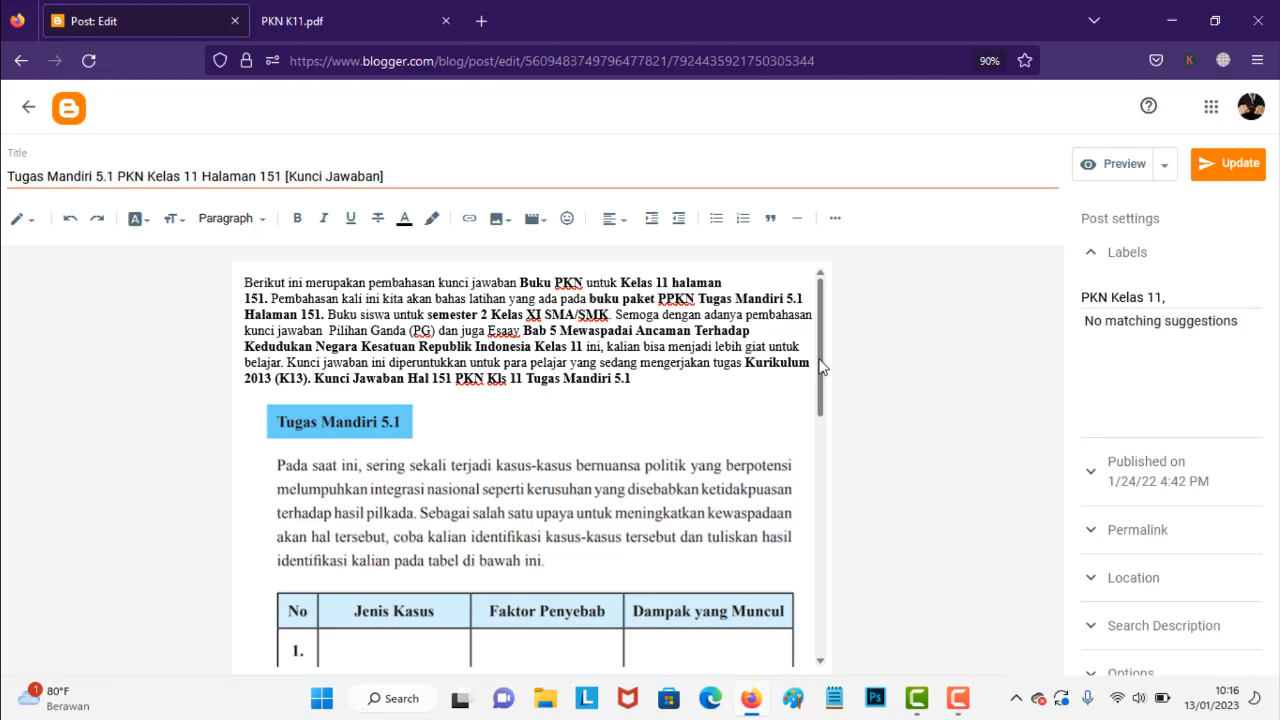 Post: Edit
PKN K11.pdf
https://www.blogger.com/blog/post/edit/5609483749796477821/7924435921750305344
90%
K
Title
Tugas Mandiri 5.1 PKN Kelas 11 Halaman 151 [Kunci Jawaban]
Preview
Update
Paragraph
B
I
U
S
A
Berikut ini merupakan pembahasan kunci jawaban Buku PKN untuk Kelas 11 halaman
151. Pembahasan kali ini kita akan bahas latihan yang ada pada buku paket PPKN Tugas Mandiri 5.1
Halaman 151. Buku siswa untuk semester 2 Kelas XI SMA/SMK. Semoga dengan adanya pembahasan
kunci jawaban  Pilihan Ganda (PG) dan juga Esaay Bab 5 Mewaspadai Ancaman Terhadap
Kedudukan Negara Kesatuan Republik Indonesia Kelas 11 ini, kalian bisa menjadi lebih giat untuk
belajar. Kunci jawaban ini diperuntukkan untuk para pelajar yang sedang mengerjakan tugas Kurikulum
2013 (K13). Kunci Jawaban Hal 151 PKN Kls 11 Tugas Mandiri 5.1
Tugas Mandiri 5.1
Pada saat ini, sering sekali terjadi kasus-kasus bernuansa politik yang berpotensi
melumpuhkan integrasi nasional seperti kerusuhan yang disebabkan ketidakpuasan
terhadap hasil pilkada. Sebagai salah satu upaya untuk meningkatkan kewaspadaan
akan hal tersebut, coba kalian identifikasi kasus-kasus tersebut dan tuliskan hasil
identifikasi kalian pada tabel di bawah ini.
No Jenis Kasus Faktor Penyebab Dampak yang Muncul
1.
Post settings
Labels
PKN Kelas 11,
No matching suggestions
Published on
1/24/22 4:42 PM
Permalink
Location
Search Description
Options
1
80°F
Berawan
Search
L
Ps
C
C
10:16
13/01/2023